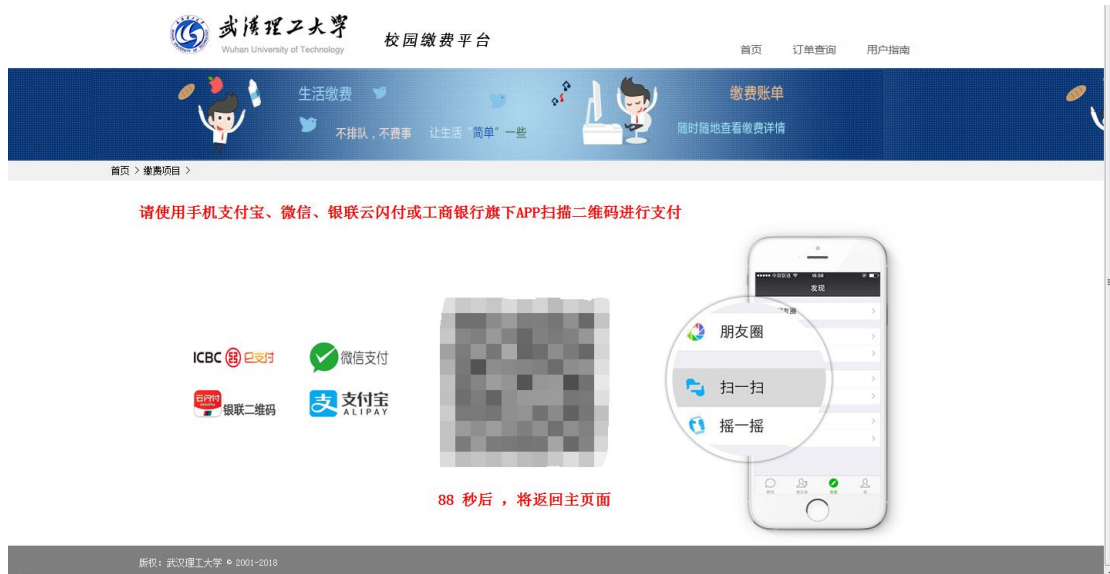 武汉理工大学
Wuhan University of Technology
校园缴费平台
首页 订单查询 用户指南
生活缴费
不排队，不费事 让生活“简单”一些
缴费账单
随时随地查看缴费详情
首页 > 缴费项目 >
请使用手机支付宝、微信、银联云闪付或工商银行旗下APP扫描二维码进行支付
发现
朋友圈
扫一扫
摇一摇
ICBC e支付
微信支付
云闪付
银联二维码
支付宝
ALIPAY
88 秒后 ，将返回主页面
版权：武汉理工大学 © 2001-2018